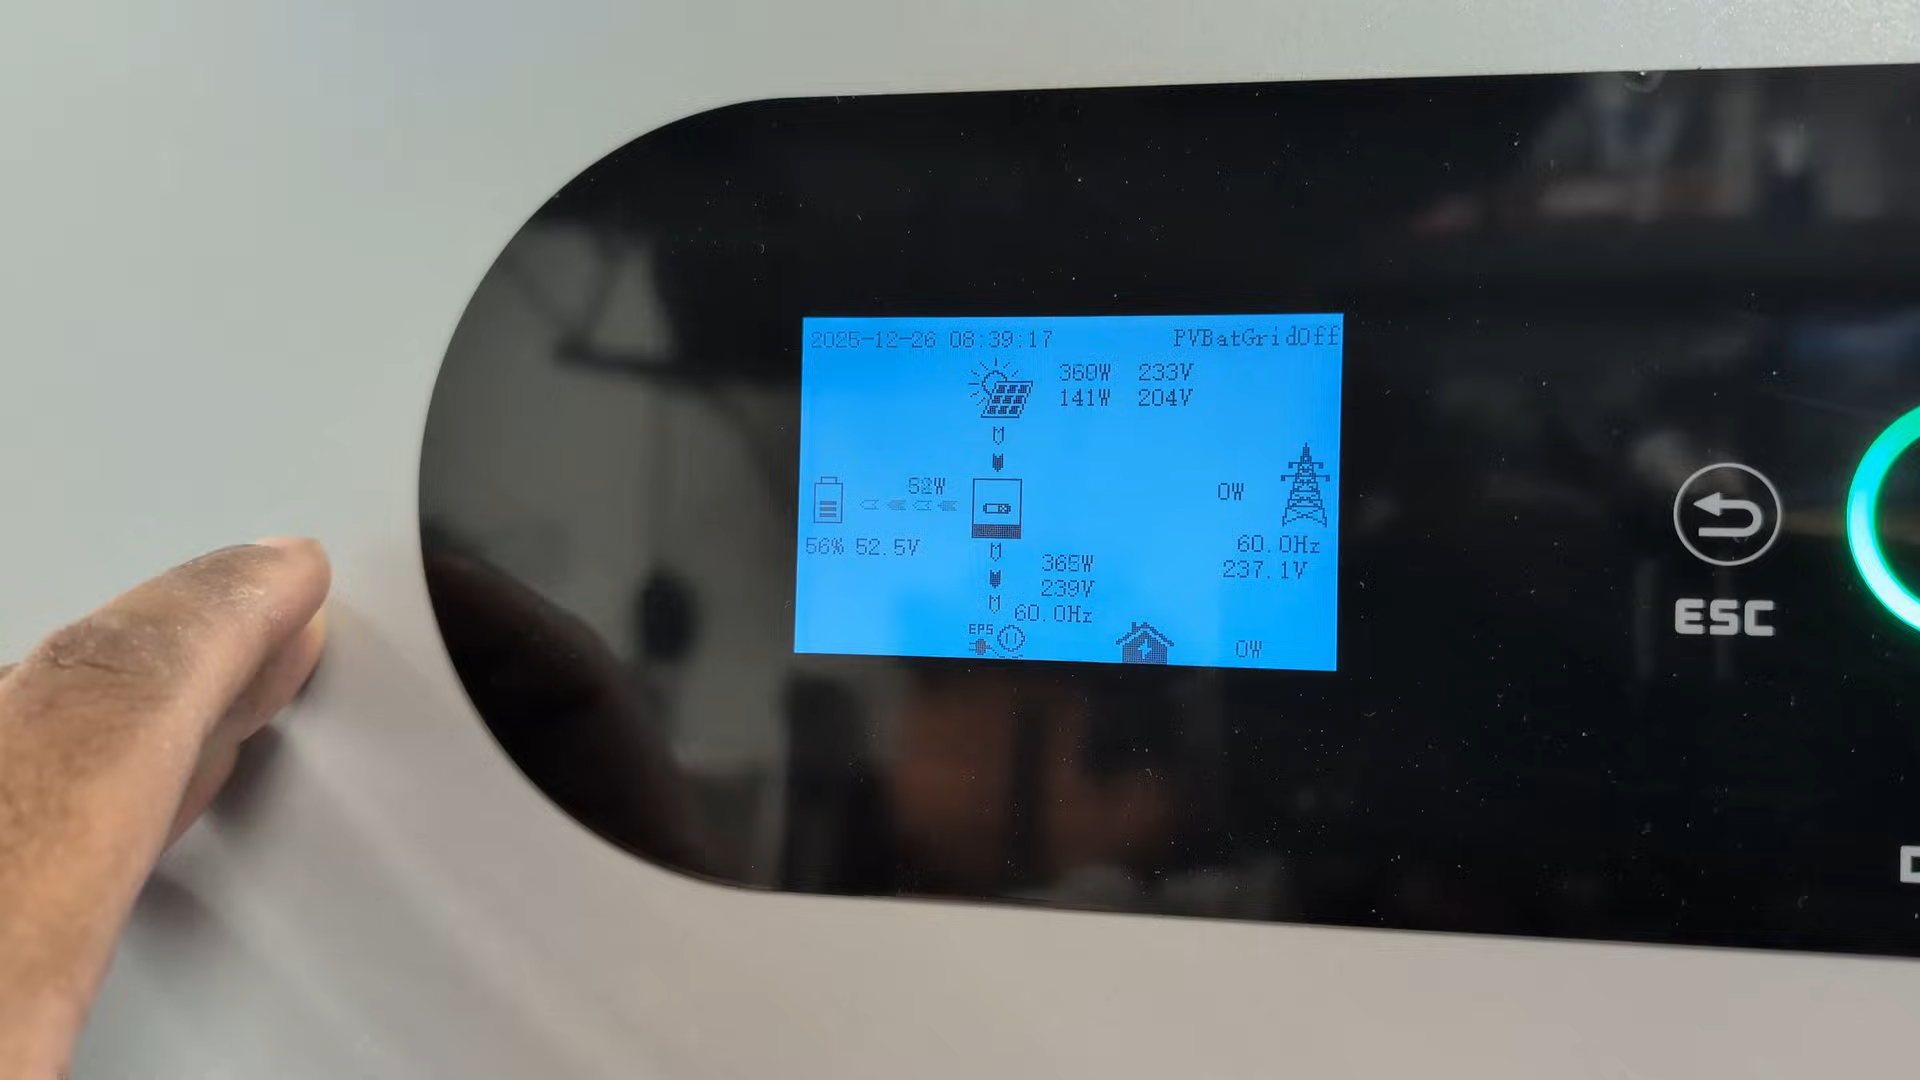 2025-12-26 08:39:17 PVBatGridOff
360W 233V
141W 204V
52W
0W
56% 52.5V
60.0Hz
237.1V
365W
239V
60.0Hz
EPS
0W
ESC